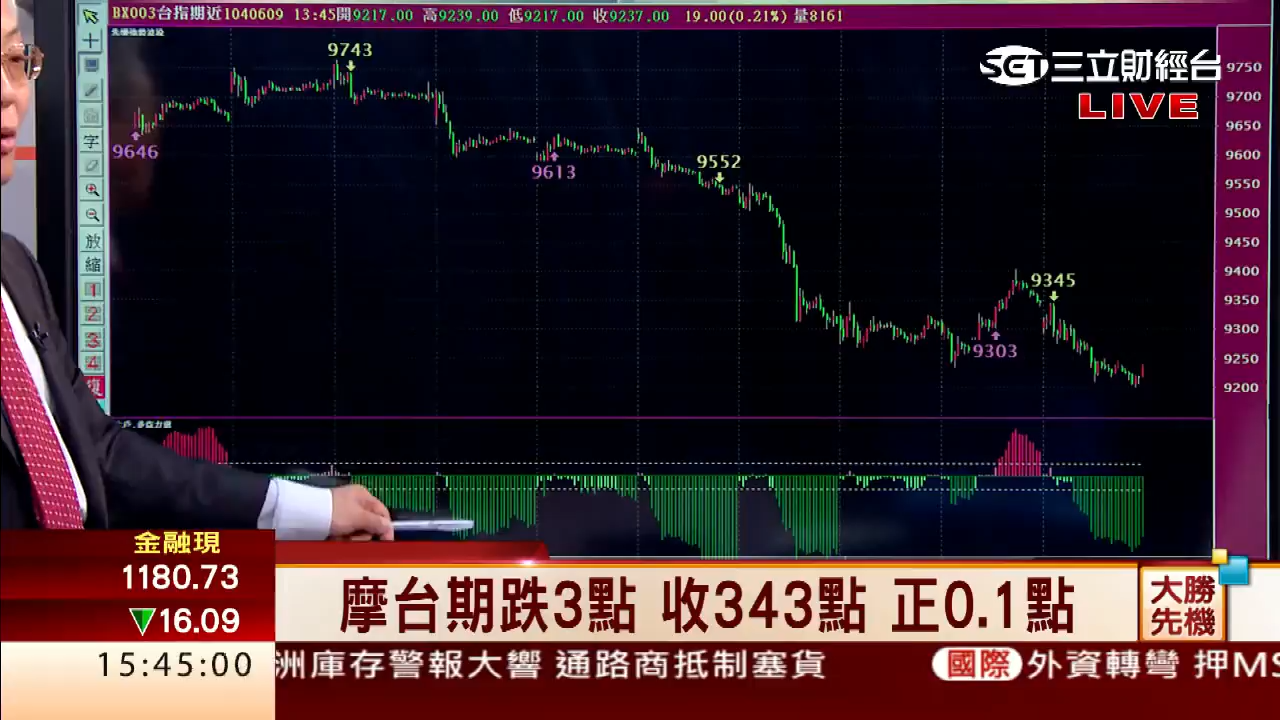 BX003台指期近1040609 13:45開9217.00 高9239.00 低9217.00 收9237.00 19.00(0.21%) 量8161
SET三立財經台
LIVE
9750
9700
9650
9600
9550
9500
9450
9400
9350
9300
9250
9200
9743
9646
9613
9552
9345
9303
字
放
縮
1
2
3
4
復
金融現
1180.73
▼16.09
摩台期跌3點 收343點 正0.1點
大勝
先機
15:45:00
洲庫存警報大響 通路商抵制塞貨
國際 外資轉彎 押MS